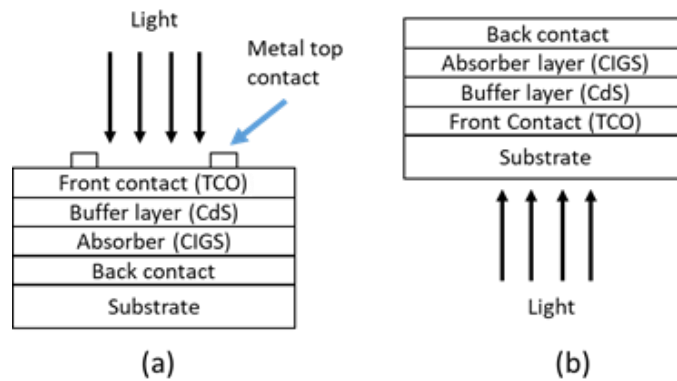 Light
Metal top
contact
Front contact (TCO)
Buffer layer (CdS)
Absorber (CIGS)
Back contact
Substrate
(a)
Back contact
Absorber layer (CIGS)
Buffer layer (CdS)
Front Contact (TCO)
Substrate
Light
(b)